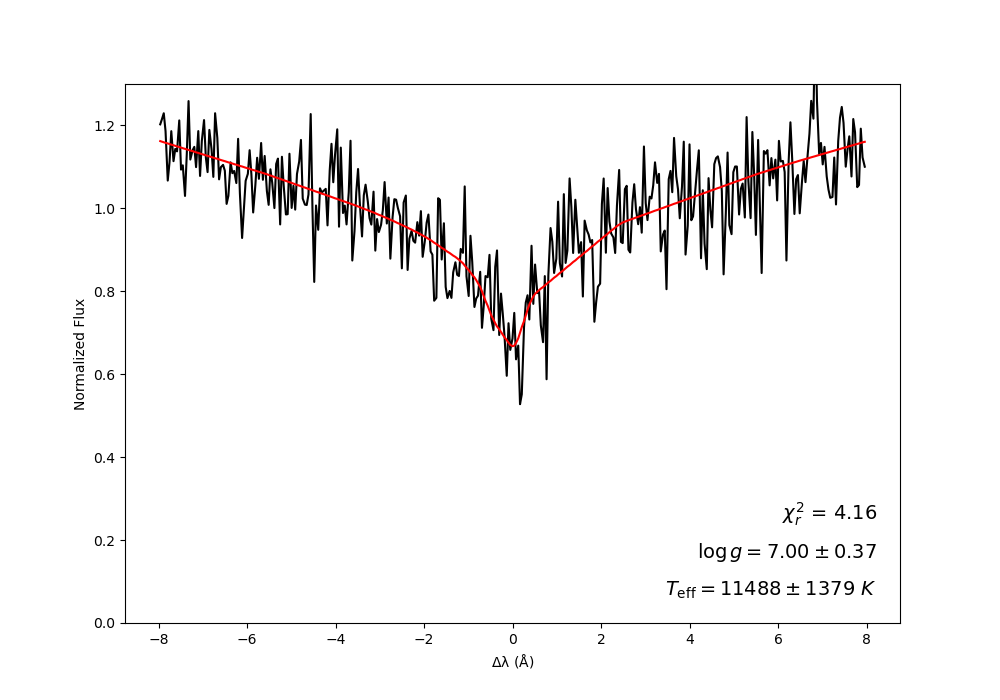 1.2
1.0
0.8
0.6
0.4
0.2
0.0
Normalized Flux
χ²ᵣ = 4.16
log g = 7.00 ± 0.37
T_eff = 11488 ± 1379 K
−8 −6 −4 −2 0 2 4 6 8
Δλ (Å)